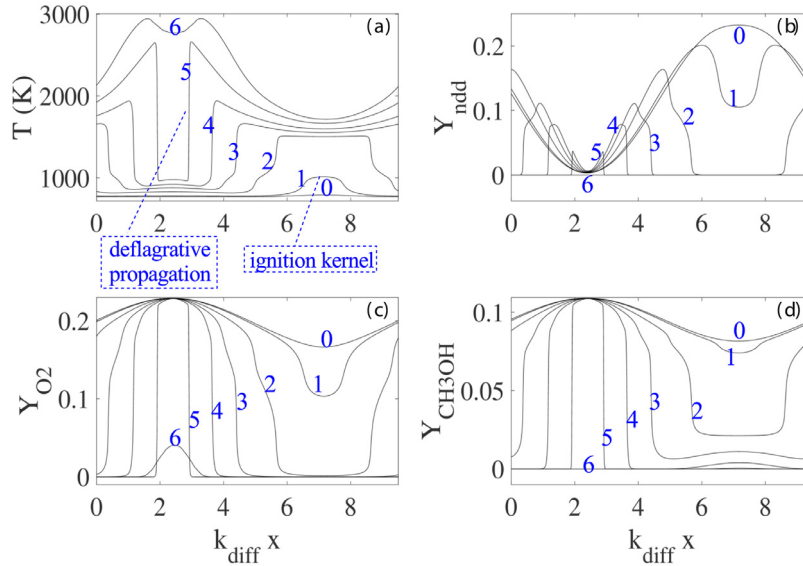 3000
2000
1000
T (K)
(a)
6
5
4
3
2
1
0
0 2 4 6 8
deflagrative
propagation
ignition kernel
0.2
0.1
0
Y_ndd
(b)
0
1
2
3
4
5
6
0 2 4 6 8
0.2
0.1
0
Y_O2
(c)
0
1
2
3
4
5
6
0 2 4 6 8
k_diff x
0.1
0.05
0
Y_CH3OH
(d)
0
1
2
3
4
5
6
0 2 4 6 8
k_diff x